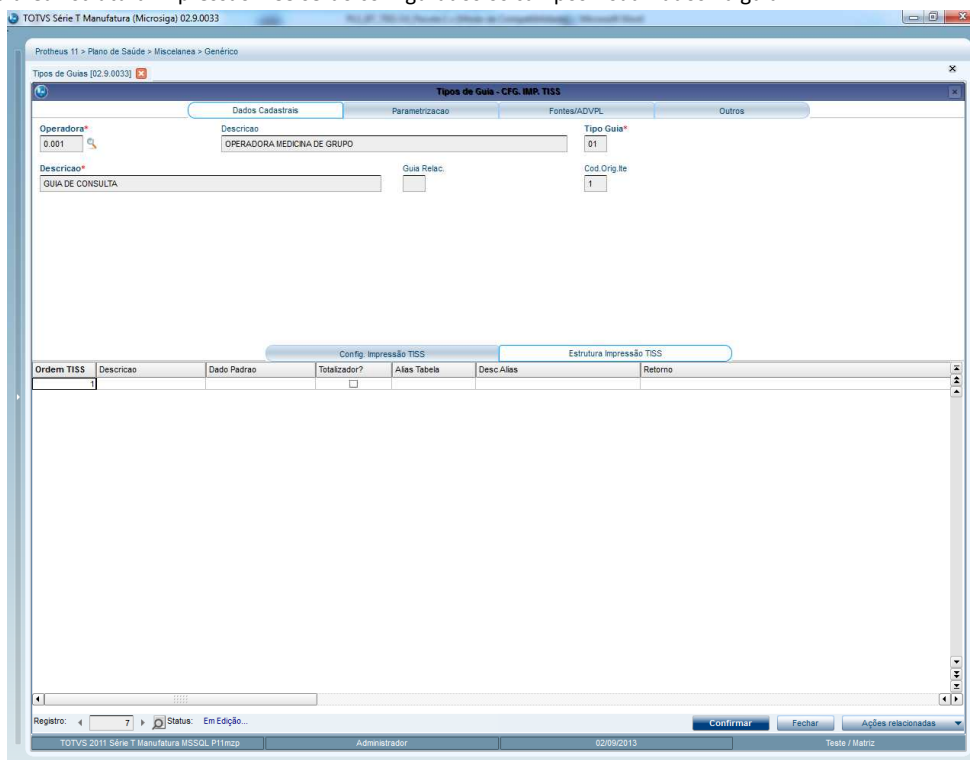 TOTVS Série T Manufatura (Microsiga) 02.9.0033
Protheus 11 > Plano de Saúde > Miscelanea > Genérico
Tipos de Guias [02.9.0033]
Tipos de Guia - CFG. IMP. TISS
Dados Cadastrais Parametrizacao Fontes/ADVPL Outros
Operadora* Descricao Tipo Guia*
0.001 OPERADORA MEDICINA DE GRUPO 01
Descricao* Guia Relac. Cod.Orig.Ite
GUIA DE CONSULTA 1
Config. Impressão TISS Estrutura Impressão TISS
Ordem TISS Descricao Dado Padrao Totalizador? Alias Tabela Desc Alias Retorno
1
Registro: 7 Status: Em Edição...
Confirmar Fechar Ações relacionadas
TOTVS 2011 Série T Manufatura MSSQL P11mzp Administrador 02/09/2013 Teste / Matriz